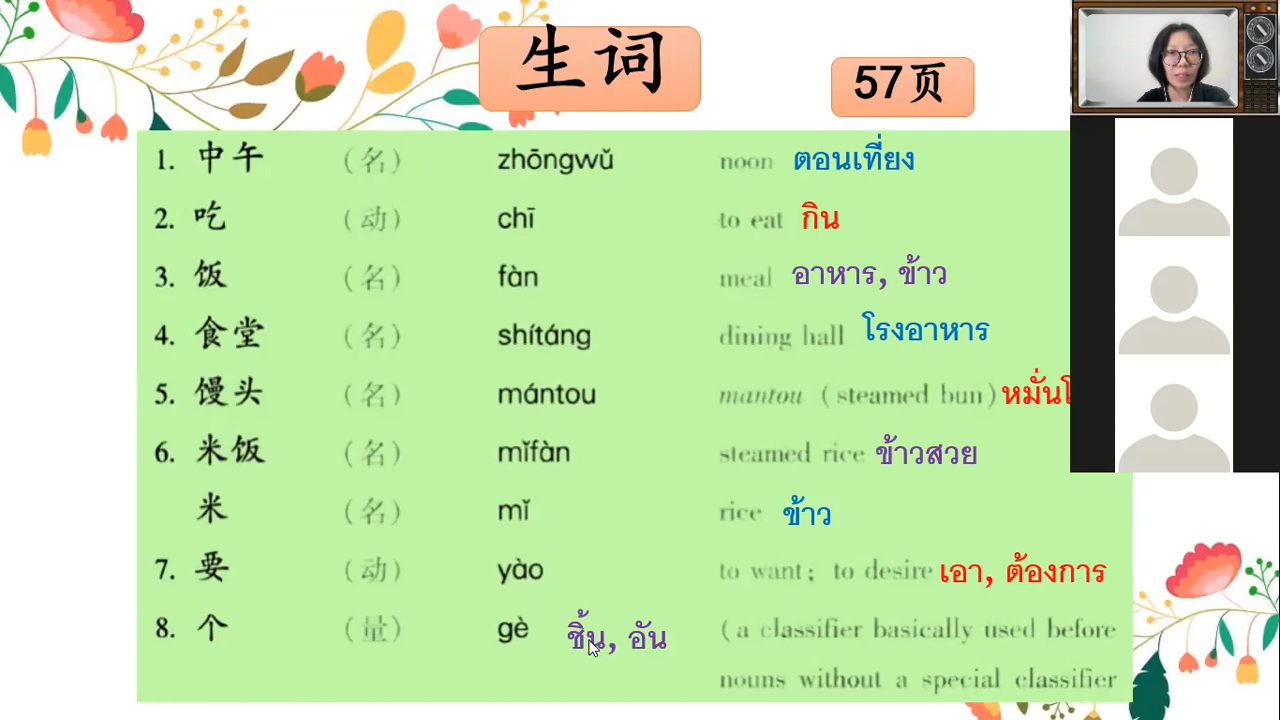 生词
57页
1. 中午 （名） zhōngwǔ noon ตอนเที่ยง
2. 吃 （动） chī to eat กิน
3. 饭 （名） fàn meal อาหาร, ข้าว
4. 食堂 （名） shítáng dining hall โรงอาหาร
5. 馒头 （名） mántou mantou (steamed bun)
6. 米饭 （名） mǐfàn steamed rice ข้าวสวย
米 （名） mǐ rice ข้าว
7. 要 （动） yào to want; to desire เอา, ต้องการ
8. 个 （量） gè ชิ้น, อัน (a classifier basically used before
nouns without a special classifier